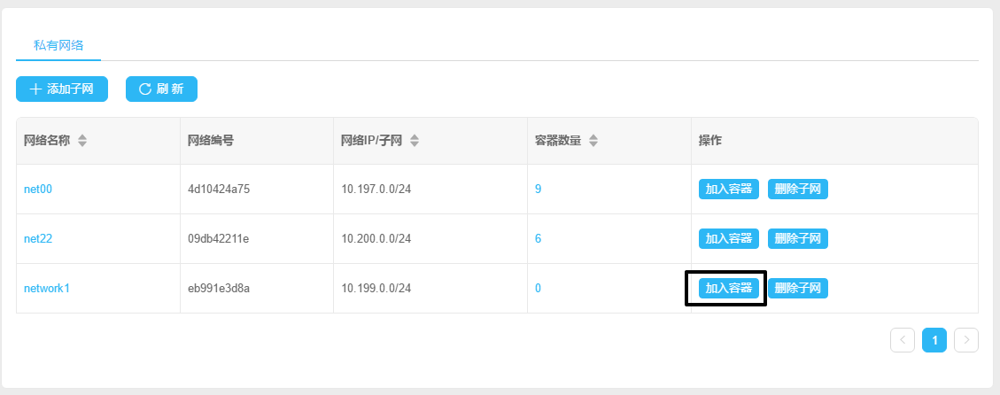 私有网络
添加子网 刷 新
网络名称 网络编号 网络IP/子网 容器数量 操作
net00 4d10424a75 10.197.0.0/24 9 加入容器 删除子网
net22 09db42211e 10.200.0.0/24 6 加入容器 删除子网
network1 eb991e3d8a 10.199.0.0/24 0 加入容器 删除子网
1